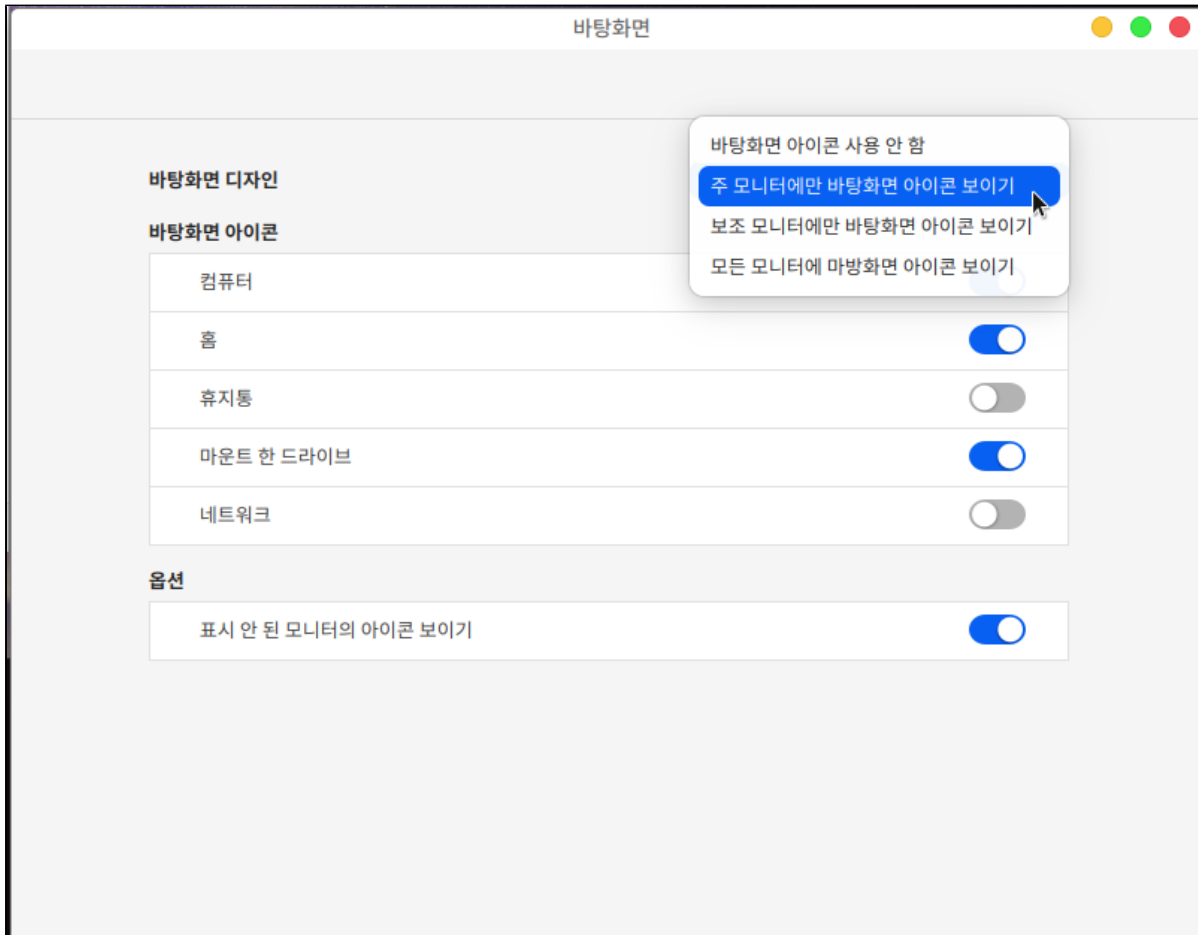 바탕화면
바탕화면 아이콘 사용 안 함
바탕화면 디자인
주 모니터에만 바탕화면 아이콘 보이기
보조 모니터에만 바탕화면 아이콘 보이기
모든 모니터에 마방화면 아이콘 보이기
바탕화면 아이콘
컴퓨터
홈
휴지통
마운트 한 드라이브
네트워크
옵션
표시 안 된 모니터의 아이콘 보이기